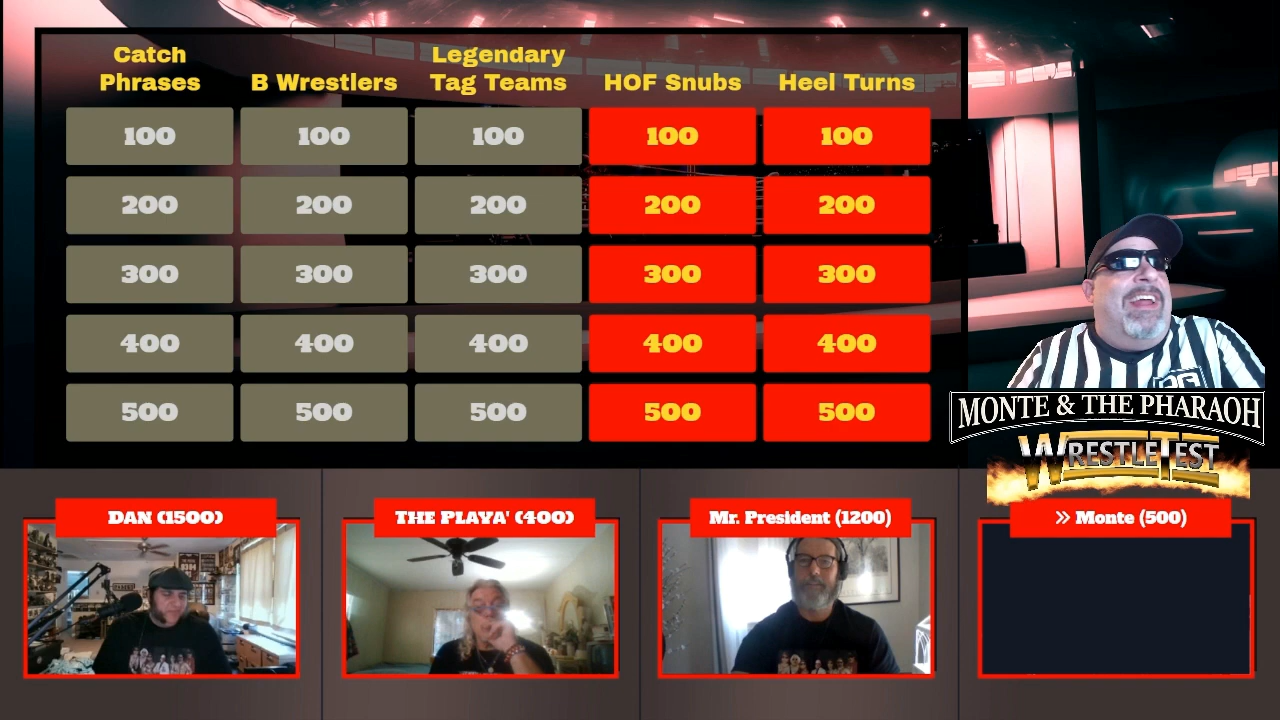 Catch
Phrases
B Wrestlers
Legendary
Tag Teams
HOF Snubs
Heel Turns
100 100 100 100 100
200 200 200 200 200
300 300 300 300 300
400 400 400 400 400
500 500 500 500 500
MONTE & THE PHARAOH
WRESTLETEST
DAN (1500)
THE PLAYA' (400)
Mr. President (1200)
» Monte (500)